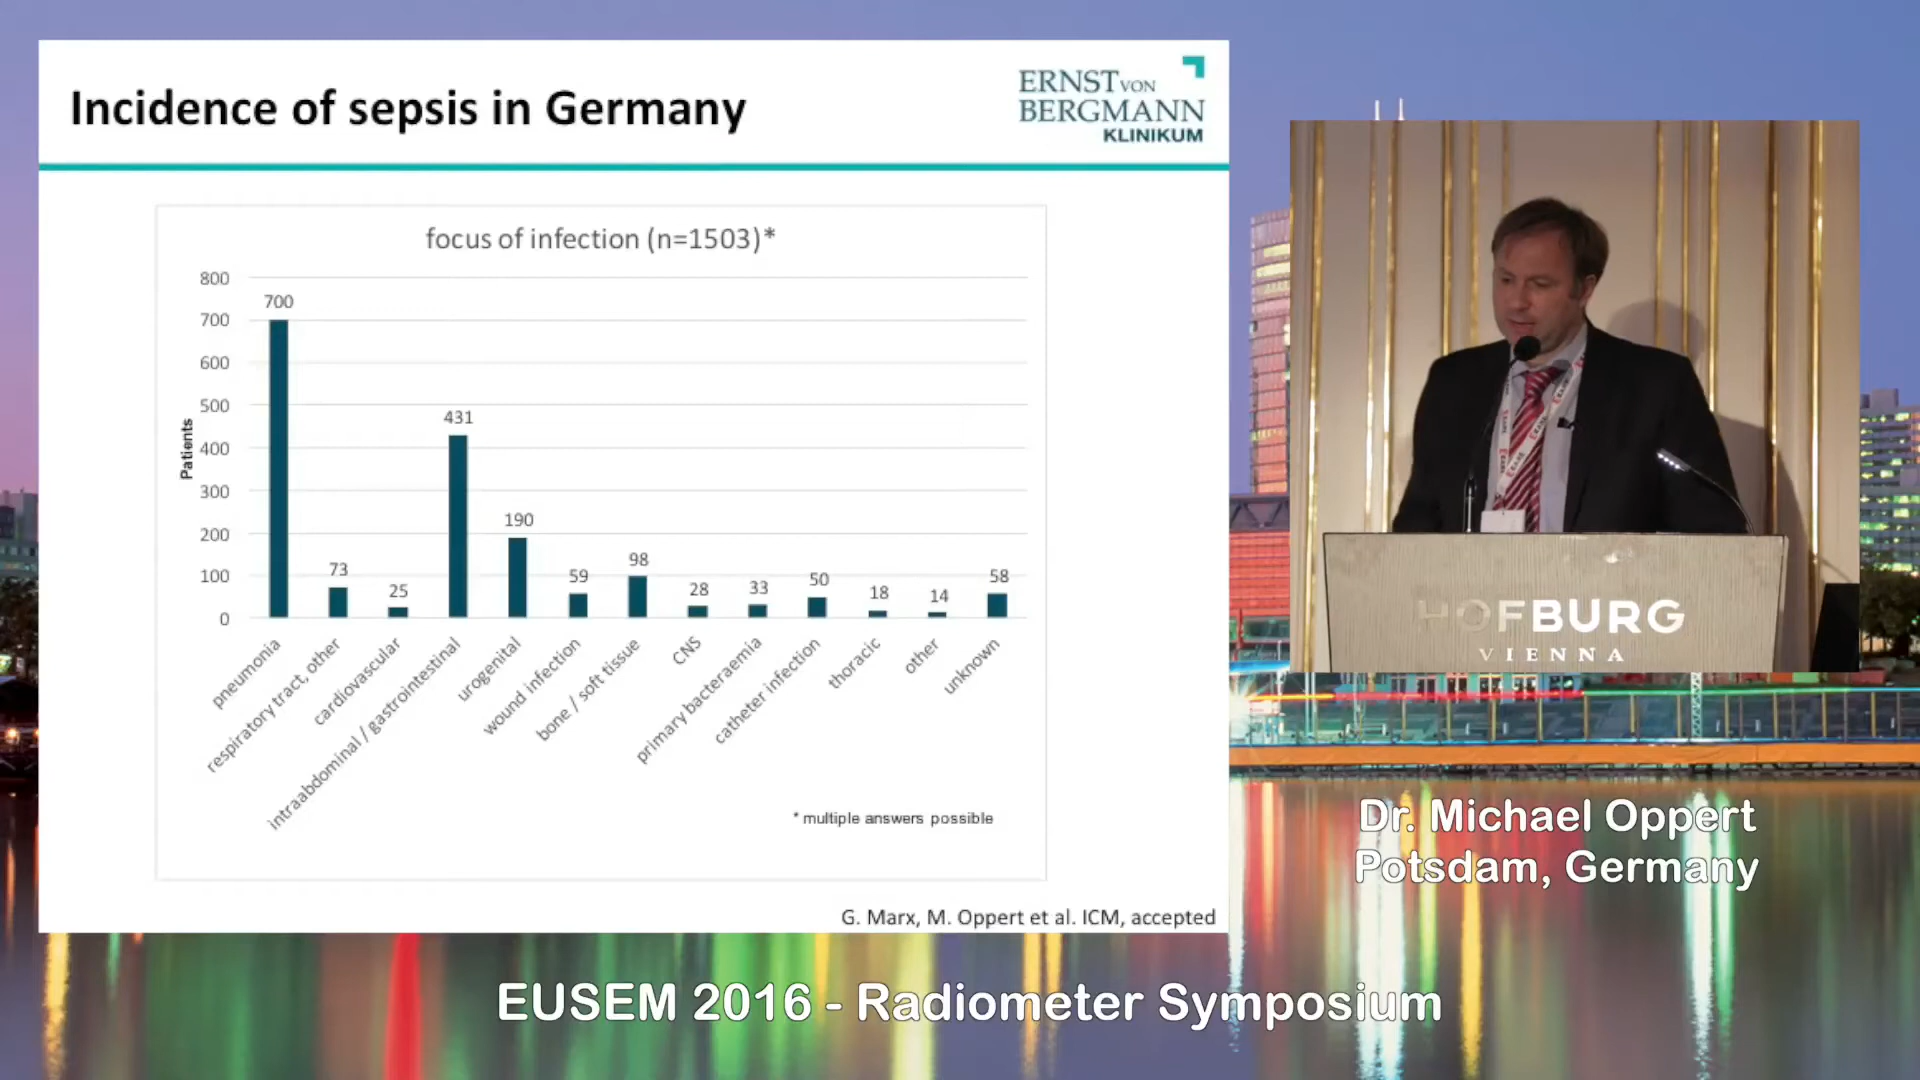 Incidence of sepsis in Germany
ERNST VON
BERGMANN
KLINIKUM
focus of infection (n=1503)*
Patients
800
700
600
500
400
300
200
100
0
700
73
25
431
190
59
98
28
33
50
18
14
58
pneumonia
respiratory tract, other
cardiovascular
intraabdominal / gastrointestinal
urogenital
wound infection
bone / soft tissue
CNS
primary bacteraemia
catheter infection
thoracic
other
unknown
* multiple answers possible
G. Marx, M. Oppert et al. ICM, accepted
HOFBURG
VIENNA
Dr. Michael Oppert
Potsdam, Germany
EUSEM 2016 - Radiometer Symposium